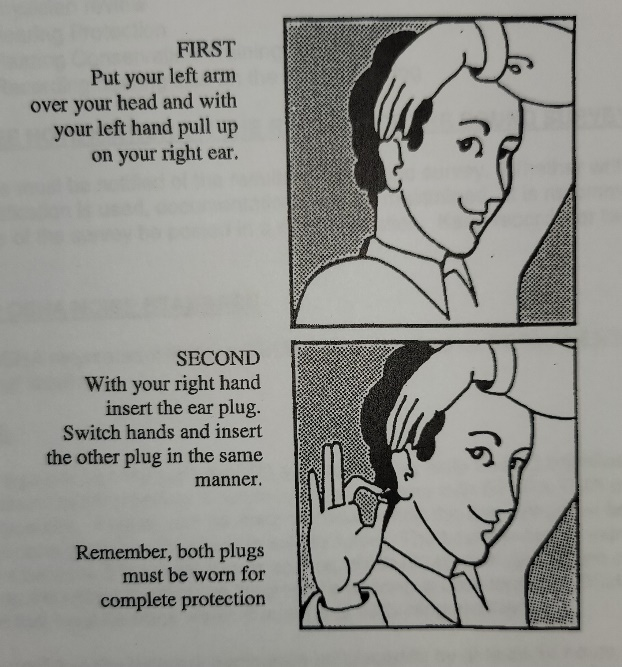 FIRST
Put your left arm
over your head and with
your left hand pull up
on your right ear.
SECOND
With your right hand
insert the ear plug.
Switch hands and insert
the other plug in the same
manner.
Remember, both plugs
must be worn for
complete protection